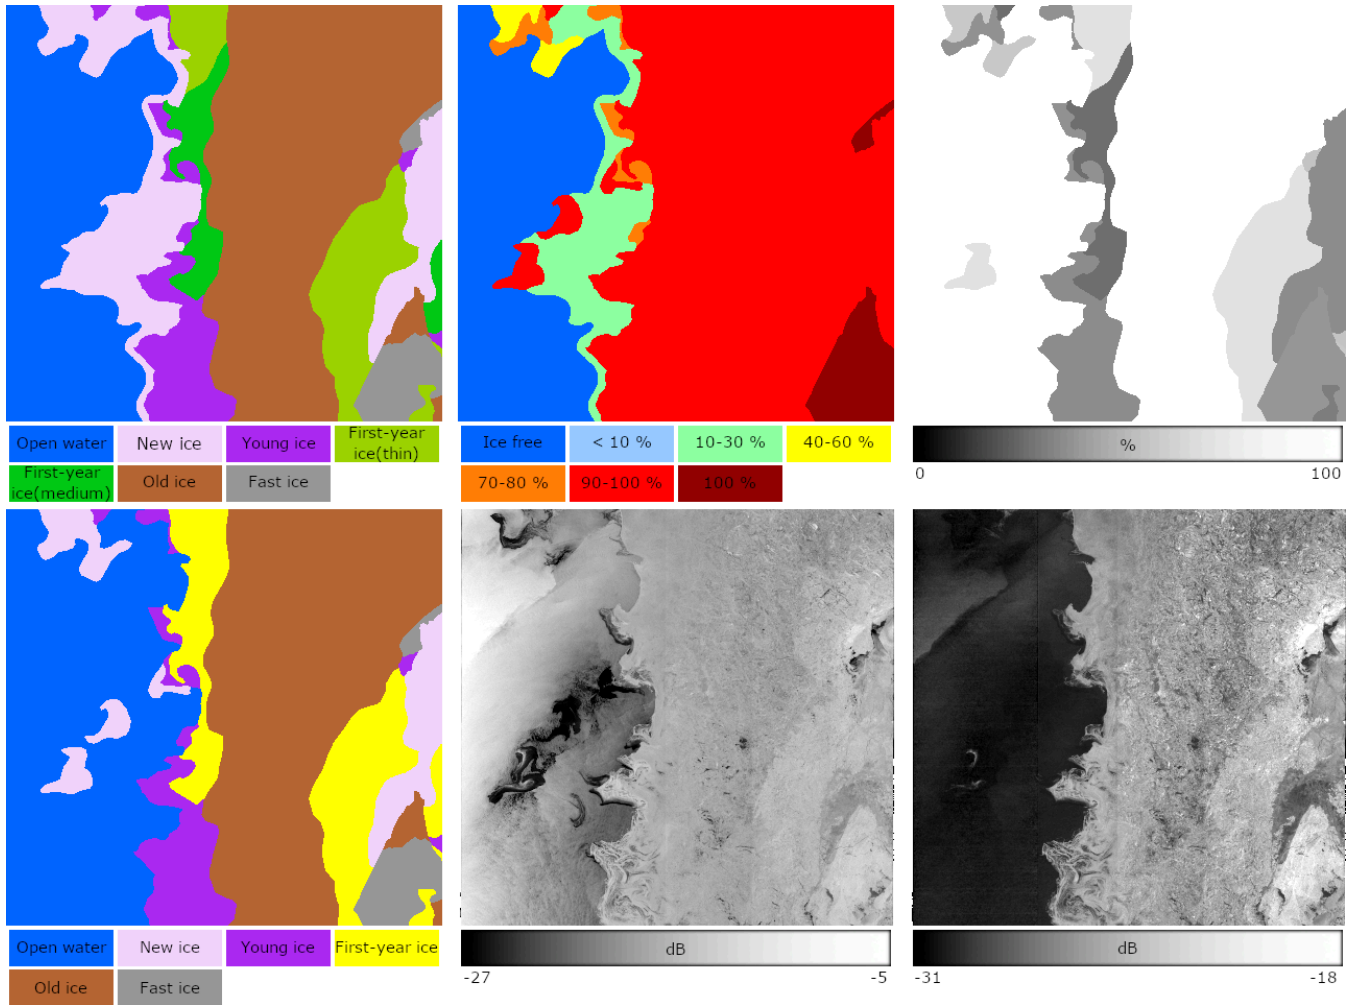 Open water New ice Young ice First-year ice(thin)
First-year ice(medium) Old ice Fast ice
Ice free < 10 % 10-30 % 40-60 %
70-80 % 90-100 % 100 %
%
0 100
Open water New ice Young ice First-year ice
Old ice Fast ice
dB
-27 -5
dB
-31 -18